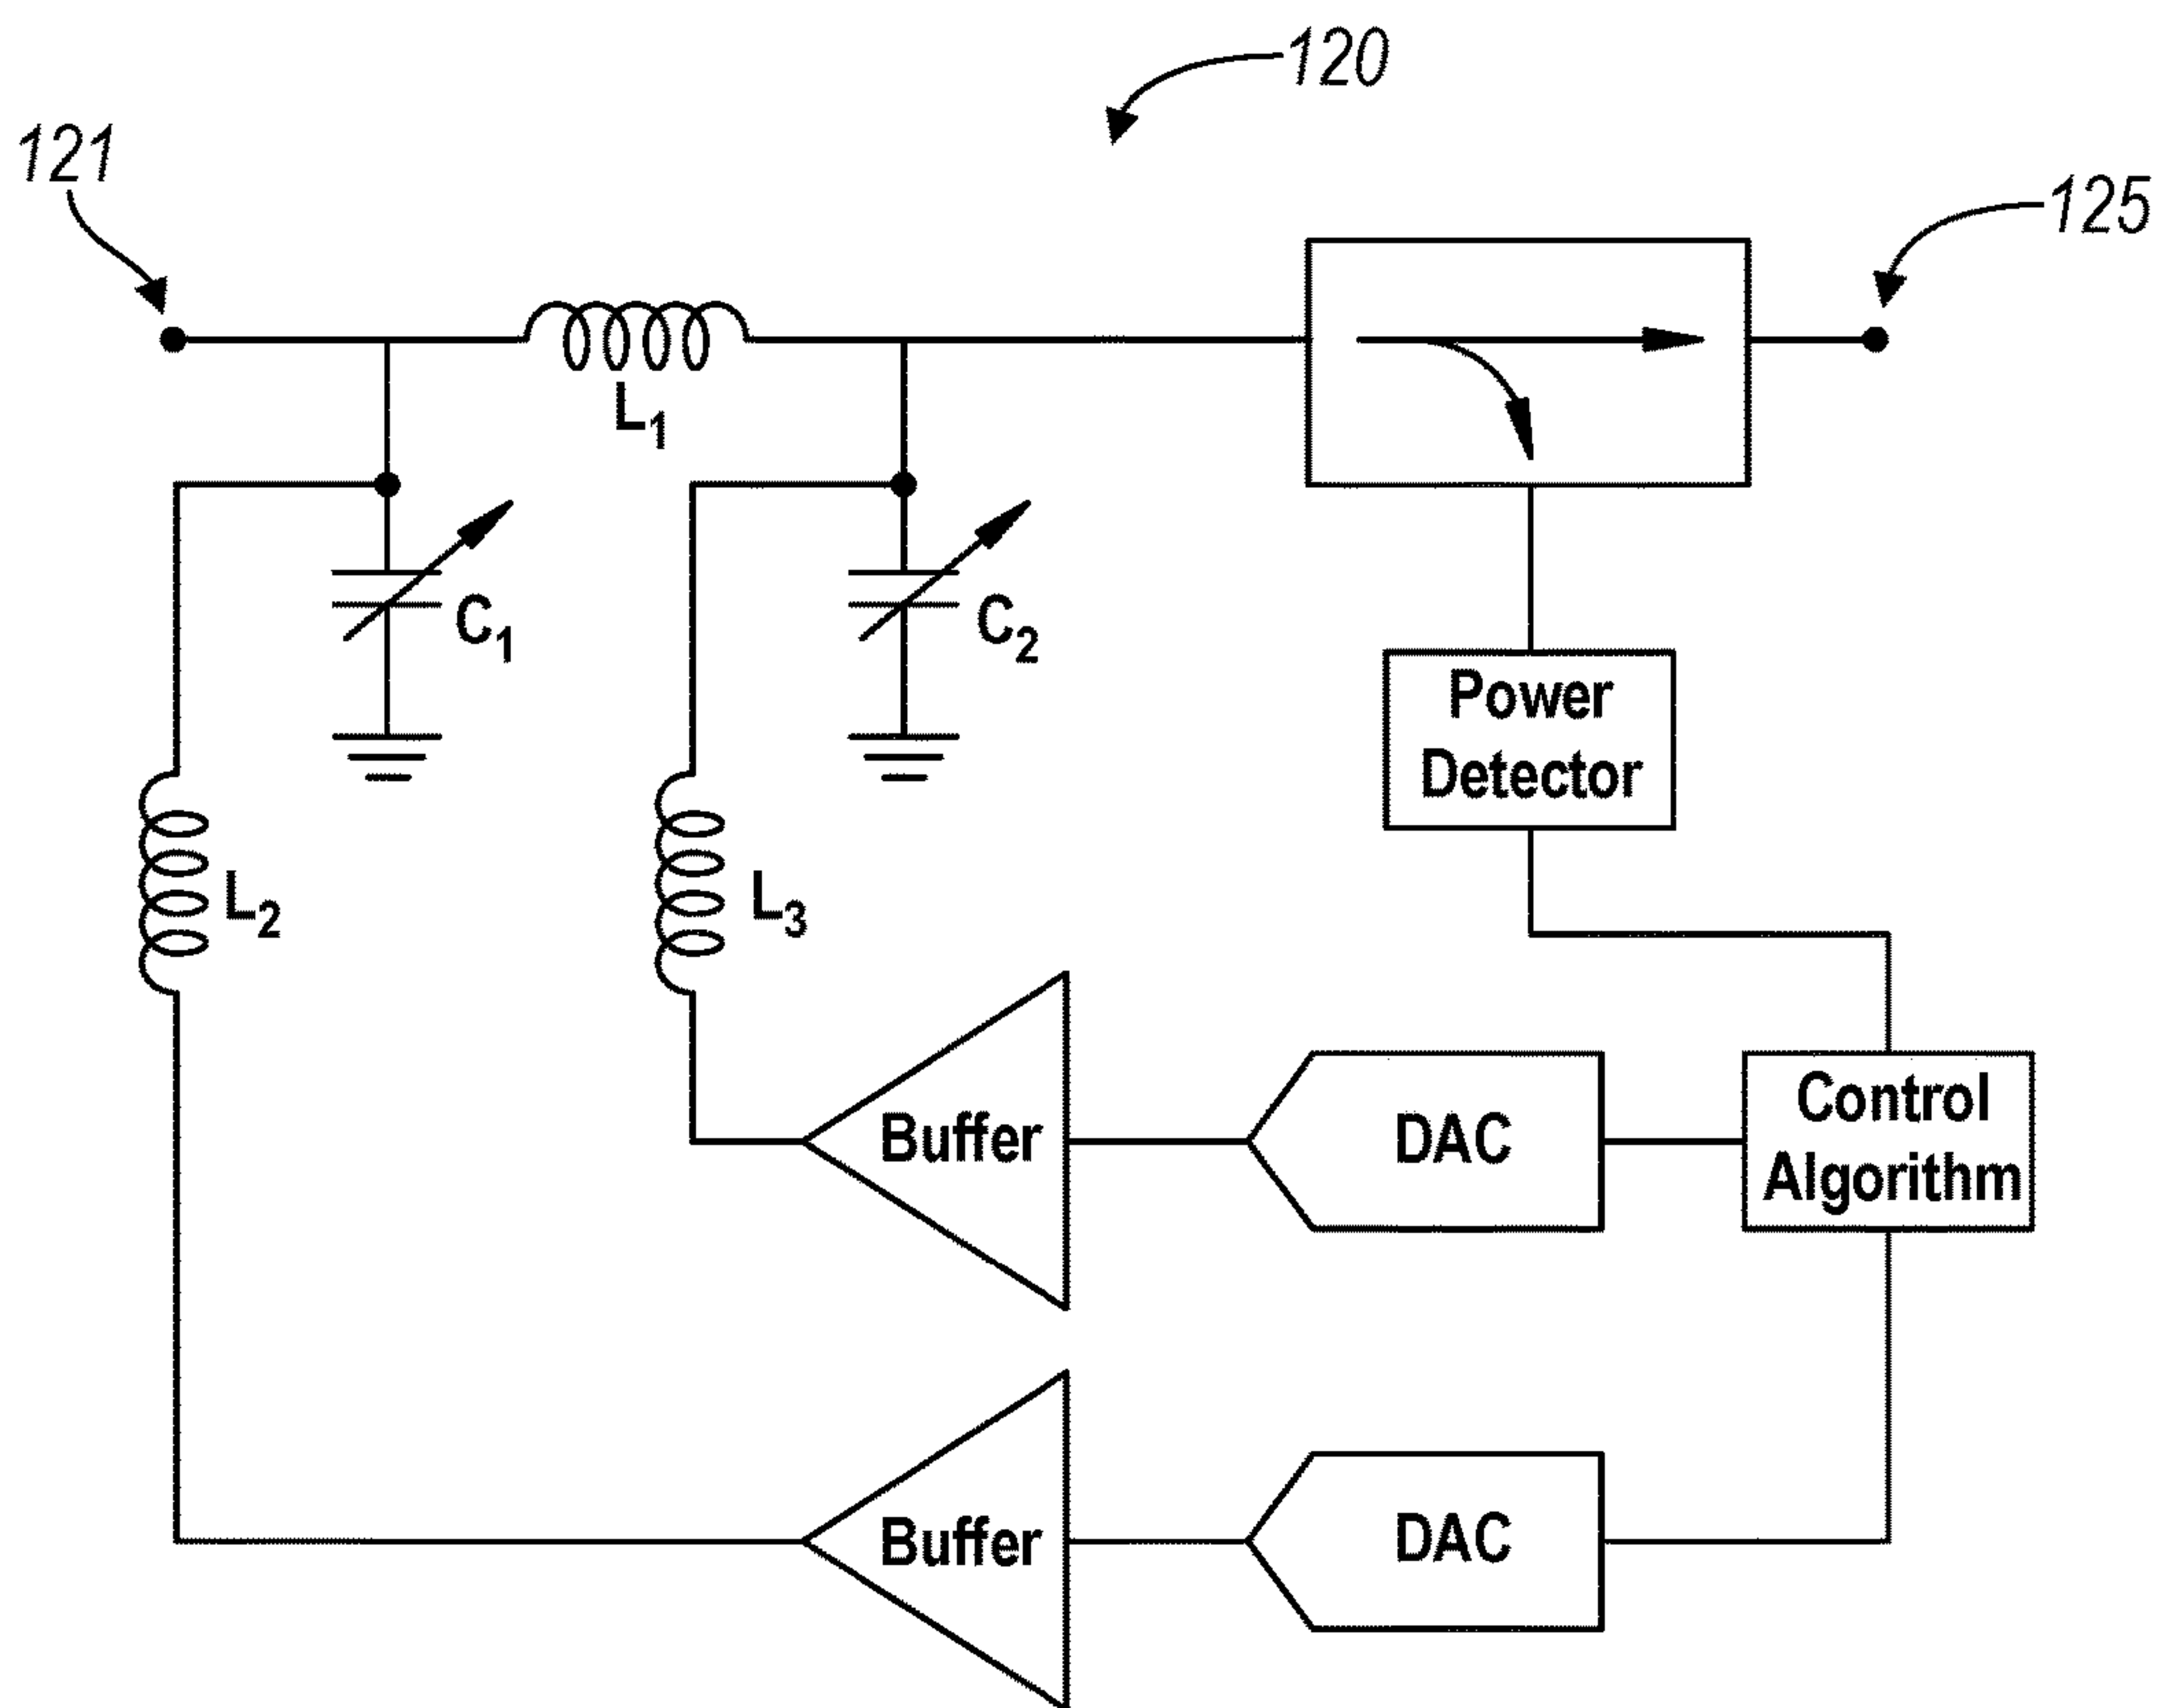 120
121
125
L1
C1
C2
Power
Detector
L2
L3
Control
Algorithm
Buffer
DAC
Buffer
DAC